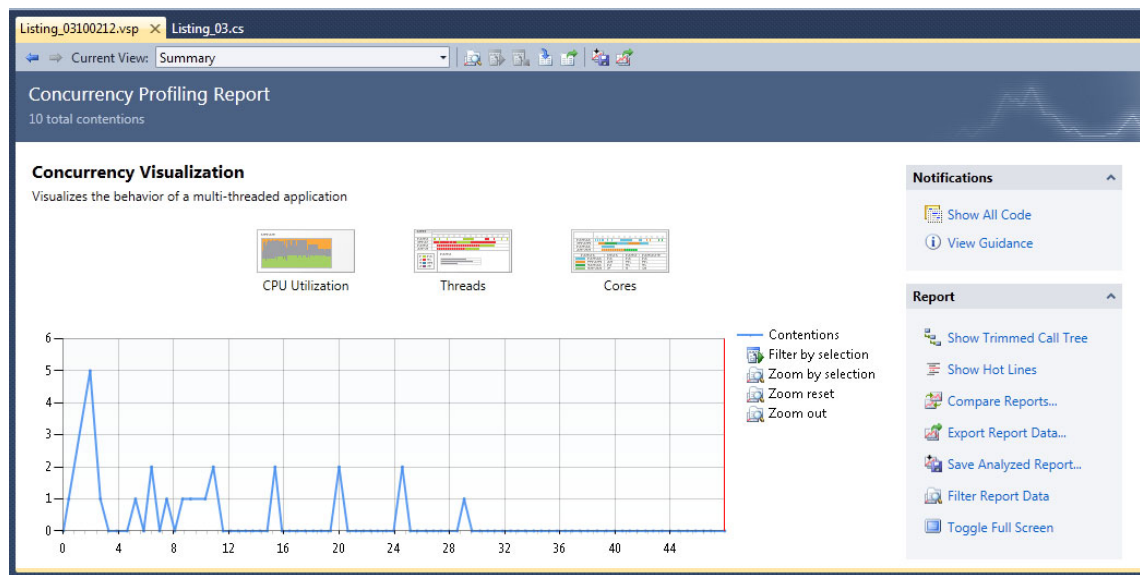 Listing_03100212.vsp Listing_03.cs
Current View: Summary
Concurrency Profiling Report
10 total contentions
Concurrency Visualization
Visualizes the behavior of a multi-threaded application
CPU Utilization Threads Cores
6
5
4
3
2
1
0
0 4 8 12 16 20 24 28 32 36 40 44
Contentions
Filter by selection
Zoom by selection
Zoom reset
Zoom out
Notifications
Show All Code
View Guidance
Report
Show Trimmed Call Tree
Show Hot Lines
Compare Reports...
Export Report Data...
Save Analyzed Report...
Filter Report Data
Toggle Full Screen